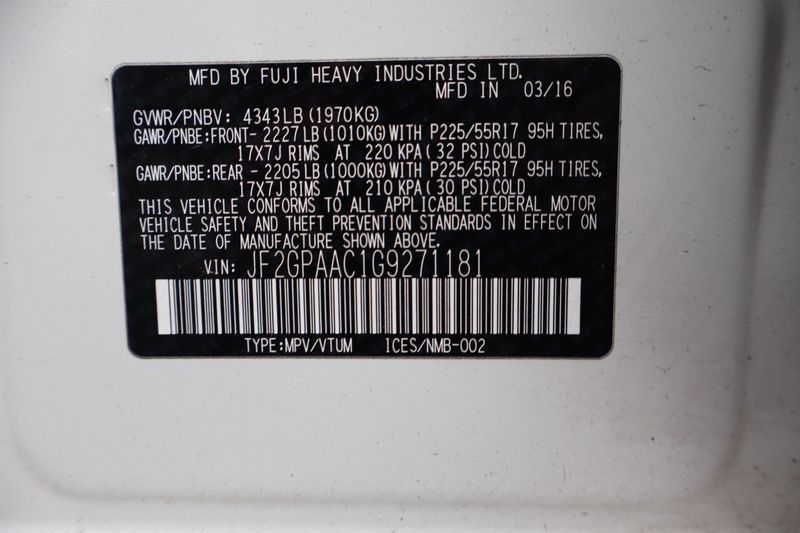 MFD BY FUJI HEAVY INDUSTRIES LTD.
MFD IN 03/16
GVWR/PNBV: 4343LB(1970KG)
GAWR/PNBE:FRONT- 2227LB(1010KG)WITH P225/55R17 95H TIRES,
17X7J RIMS AT 220 KPA( 32 PSI)COLD
GAWR/PNBE:REAR - 2205LB(1000KG)WITH P225/55R17 95H TIRES,
17X7J RIMS AT 210 KPA( 30 PSI)COLD
THIS VEHICLE CONFORMS TO ALL APPLICABLE FEDERAL MOTOR
VEHICLE SAFETY AND THEFT PREVENTION STANDARDS IN EFFECT ON
THE DATE OF MANUFACTURE SHOWN ABOVE.
V.IN: JF2GPAAC1G9271181
TYPE:MPV/VTUM ICES/NMB-002